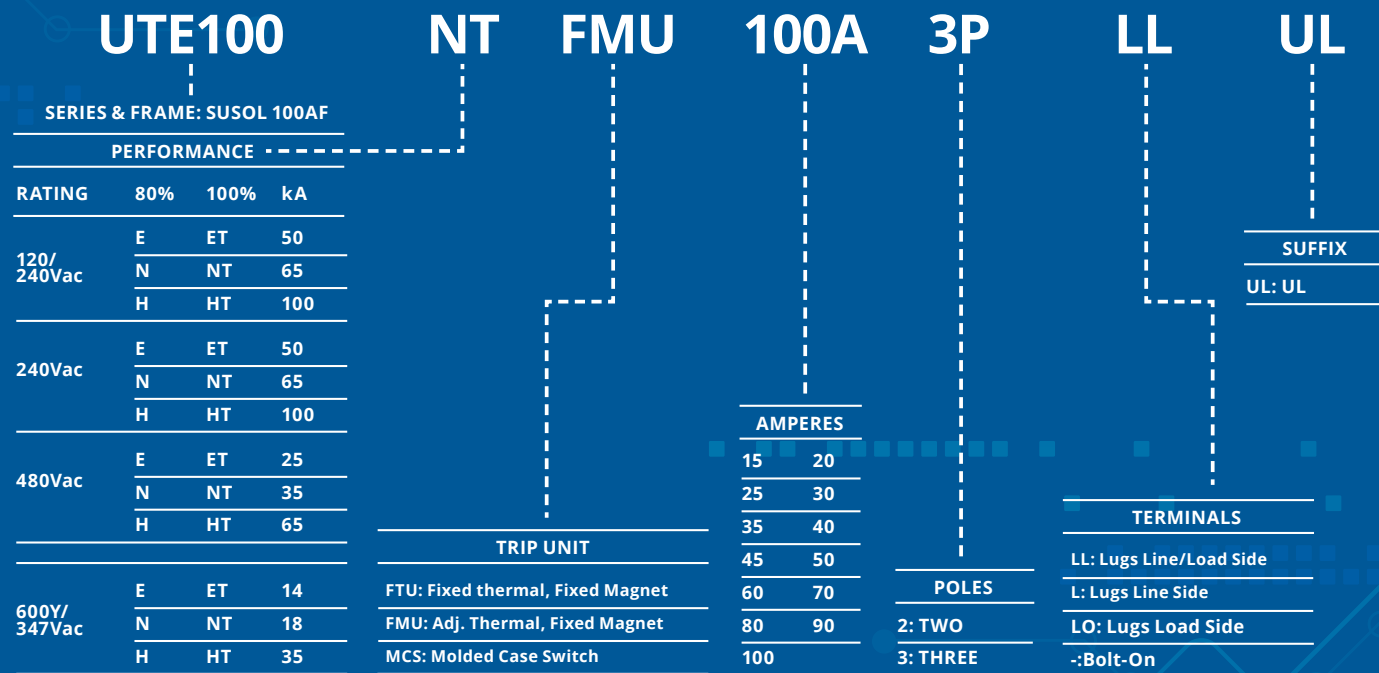 UTE100 NT FMU 100A 3P LL UL
SERIES & FRAME: SUSOL 100AF
PERFORMANCE
RATING 80% 100% kA
120/
240Vac
E ET 50
N NT 65
H HT 100
240Vac
E ET 50
N NT 65
H HT 100
480Vac
E ET 25
N NT 35
H HT 65
600Y/
347Vac
E ET 14
N NT 18
H HT 35
TRIP UNIT
FTU: Fixed thermal, Fixed Magnet
FMU: Adj. Thermal, Fixed Magnet
MCS: Molded Case Switch
AMPERES
15 20
25 30
35 40
45 50
60 70
80 90
100
POLES
2: TWO
3: THREE
TERMINALS
LL: Lugs Line/Load Side
L: Lugs Line Side
LO: Lugs Load Side
-:Bolt-On
SUFFIX
UL: UL